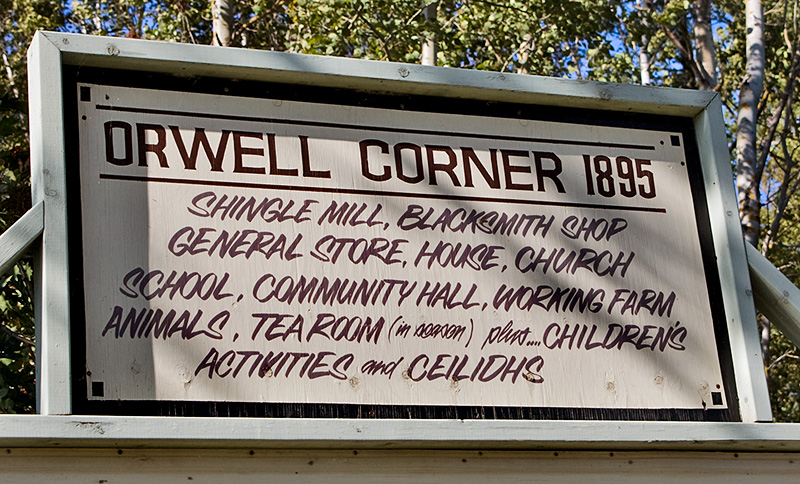 ORWELL CORNER 1895
SHINGLE MILL, BLACKSMITH SHOP
GENERAL STORE, HOUSE, CHURCH
SCHOOL, COMMUNITY HALL, WORKING FARM
ANIMALS, TEA ROOM (in season) plus.... CHILDREN'S
ACTIVITIES and CEILIDHS